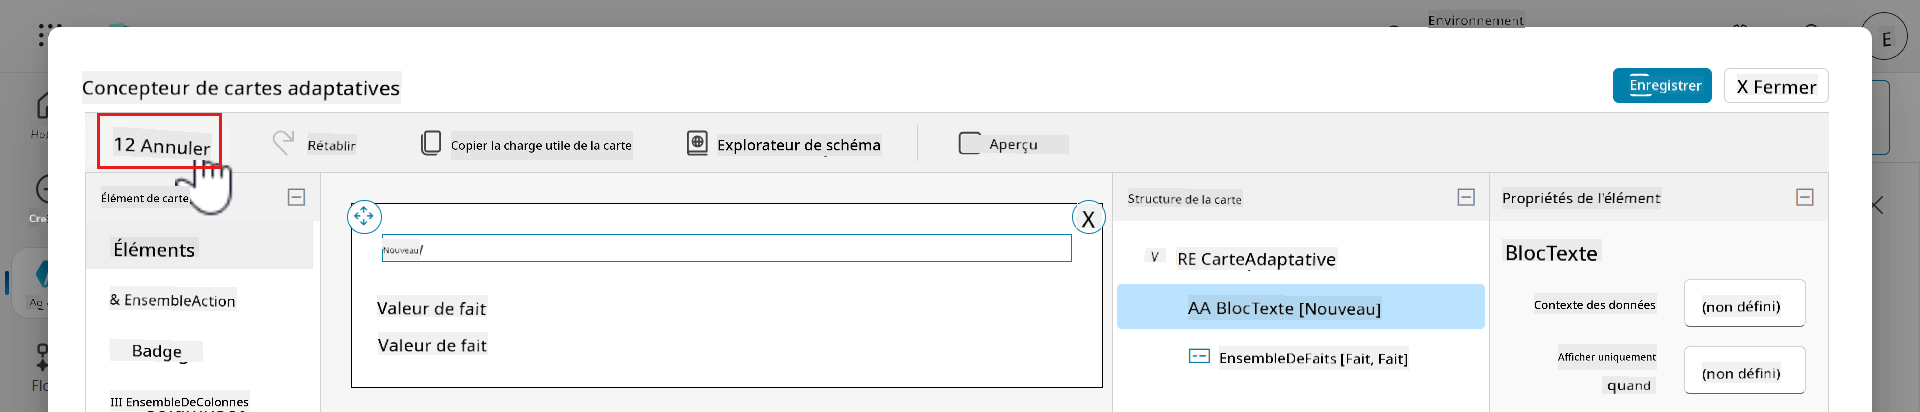 Environnement
E
Concepteur de cartes adaptatives
Enregistrer
X Fermer
12 Annuler
Rétablir
Copier la charge utile de la carte
Explorateur de schéma
Aperçu
Élément de carte
Structure de la carte
Propriétés de l'élément
X
Éléments
Nouveau
BlocTexte
V
RE CarteAdaptative
& EnsembleAction
Valeur de fait
AA BlocTexte [Nouveau]
Contexte des données
(non défini)
Badge
Valeur de fait
EnsembleDeFaits [Fait, Fait]
Afficher uniquement
quand
(non défini)
III EnsembleDeColonnes